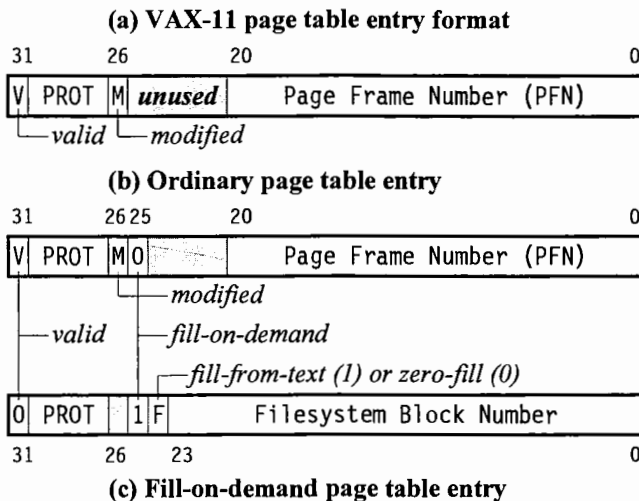 (a) VAX-11 page table entry format
31 26 20 0
V PROT M unused Page Frame Number (PFN)
valid modified
(b) Ordinary page table entry
31 26 25 20 0
V PROT M 0 Page Frame Number (PFN)
modified
valid fill-on-demand
fill-from-text (1) or zero-fill (0)
0 PROT 1 F Filesystem Block Number
31 26 23 0
(c) Fill-on-demand page table entry